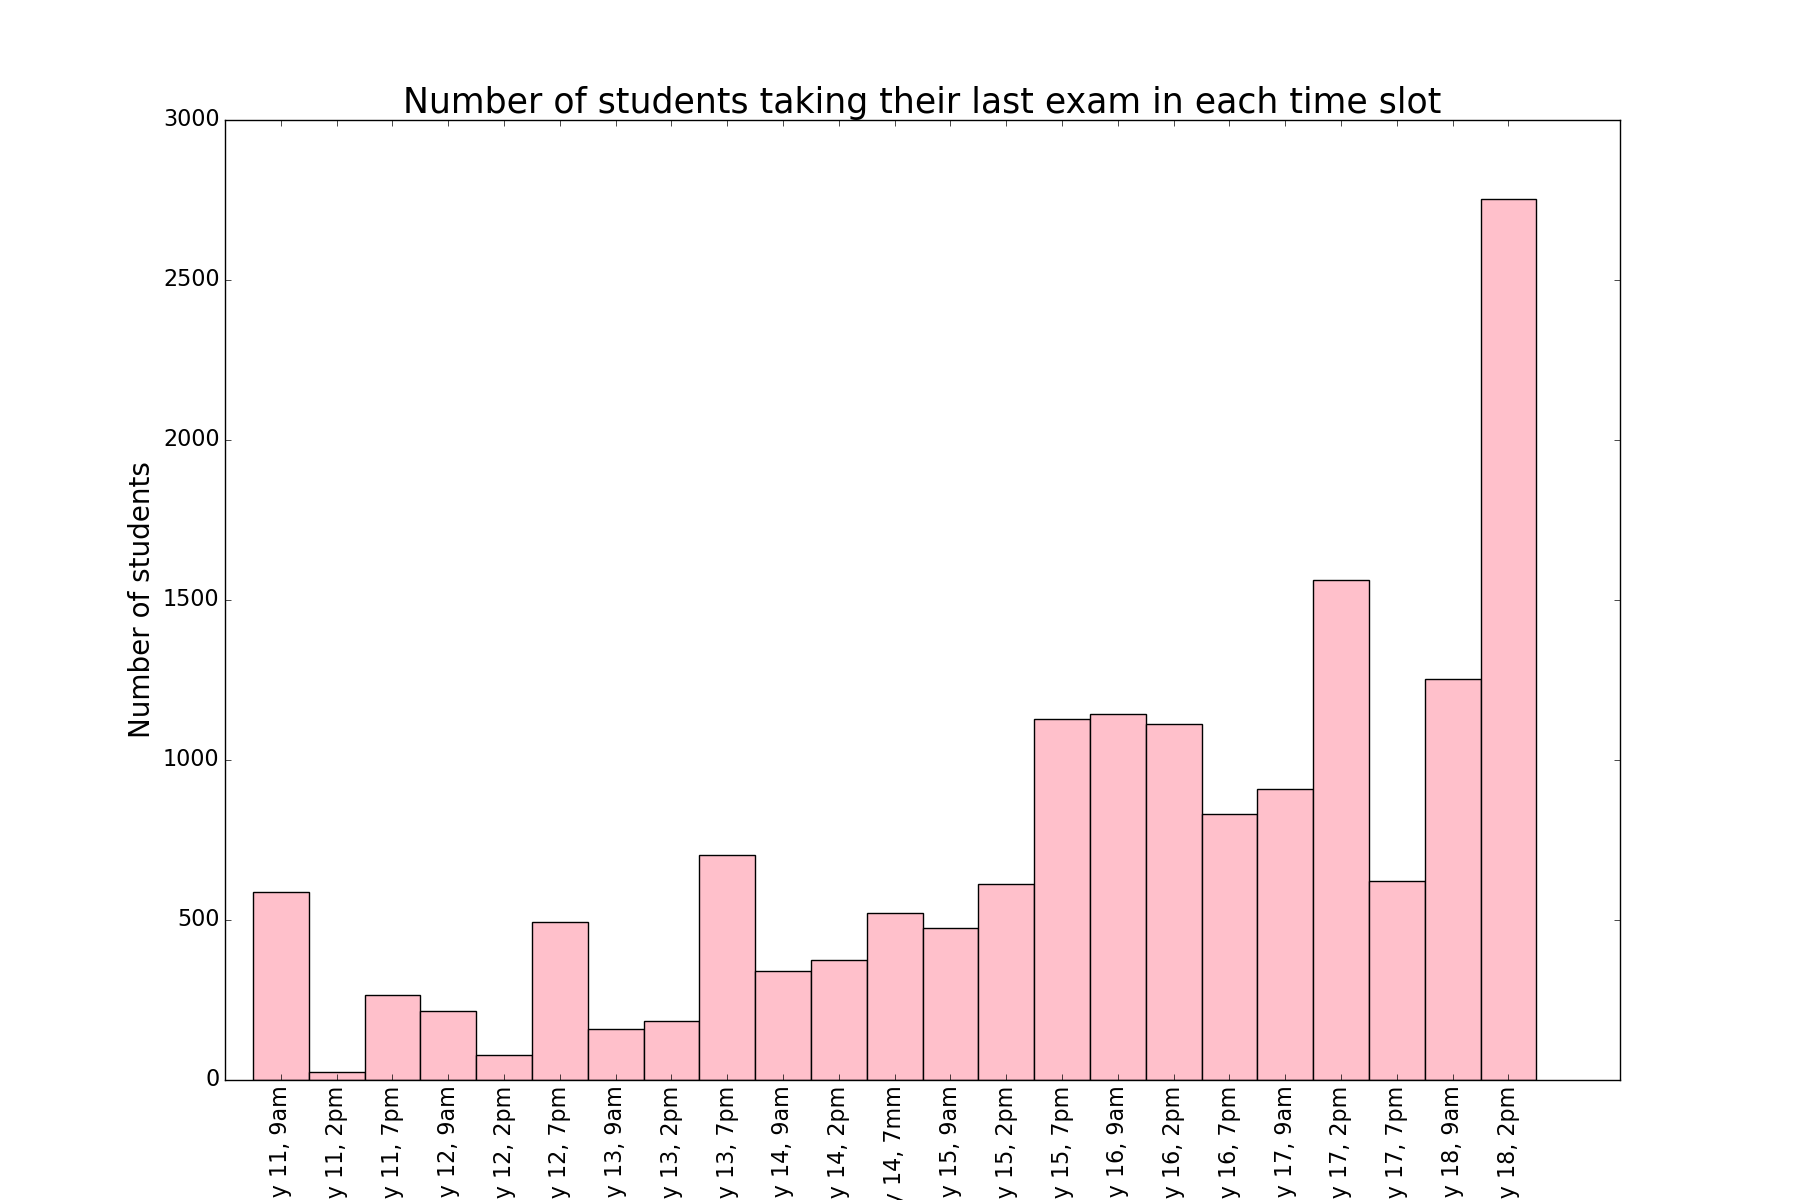 Number of students taking their last exam in each time slot
Number of students
3000
2500
2000
1500
1000
500
0
y 11, 9am
y 11, 2pm
y 11, 7pm
y 12, 9am
y 12, 2pm
y 12, 7pm
y 13, 9am
y 13, 2pm
y 13, 7pm
y 14, 9am
y 14, 2pm
y 14, 7mm
y 15, 9am
y 15, 2pm
y 15, 7pm
y 16, 9am
y 16, 2pm
y 16, 7pm
y 17, 9am
y 17, 2pm
y 17, 7pm
y 18, 9am
y 18, 2pm